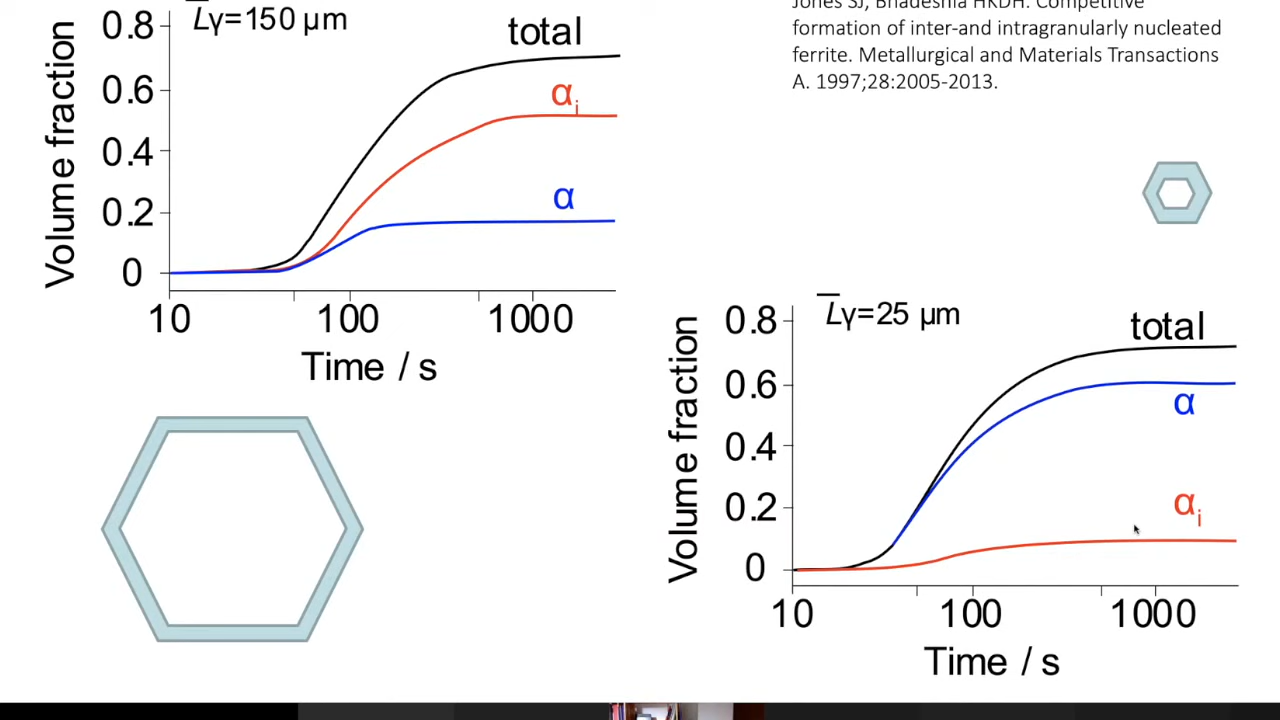 L̅γ=150 µm
total
αi
α
0.8
0.6
0.4
0.2
0
Volume fraction
10 100 1000
Time / s
Jones SJ, Bhadeshia HKDH. Competitive
formation of inter-and intragranularly nucleated
ferrite. Metallurgical and Materials Transactions
A. 1997;28:2005-2013.
L̅γ=25 µm
total
α
αi
0.8
0.6
0.4
0.2
0
Volume fraction
10 100 1000
Time / s